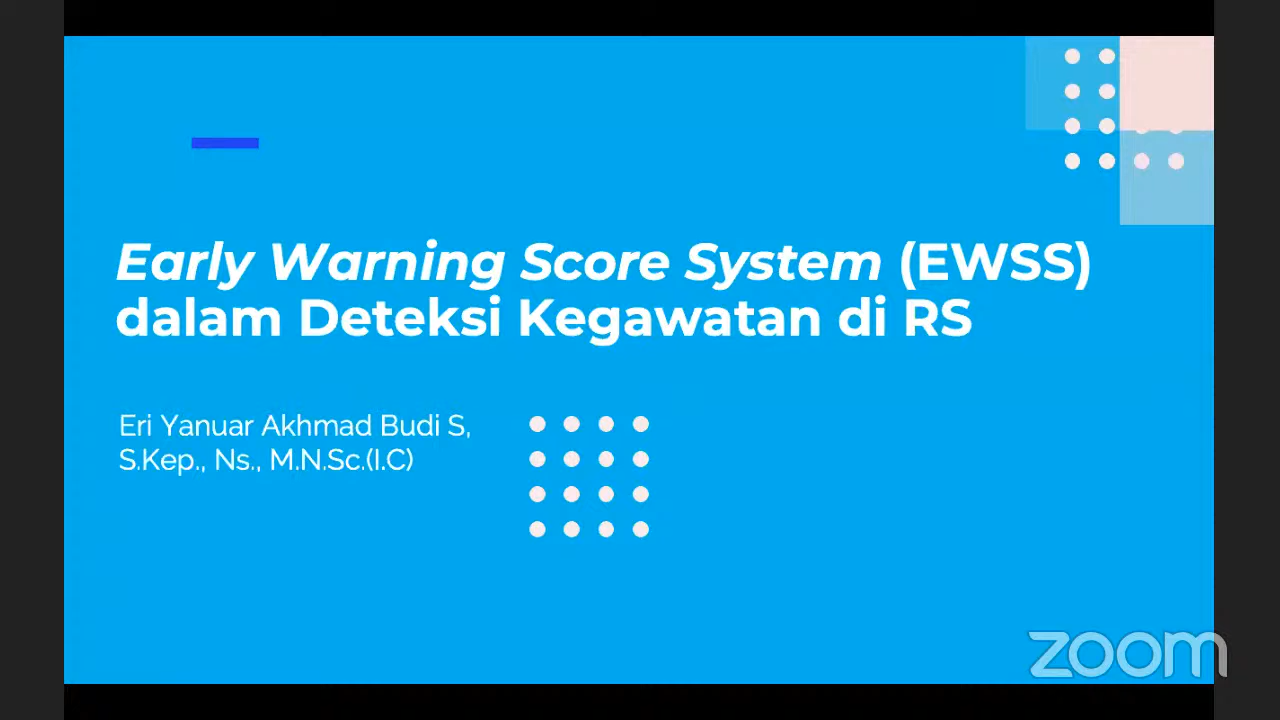 Early Warning Score System (EWSS)
dalam Deteksi Kegawatan di RS
Eri Yanuar Akhmad Budi S,
S.Kep., Ns., M.N.Sc.(I.C)
zoom